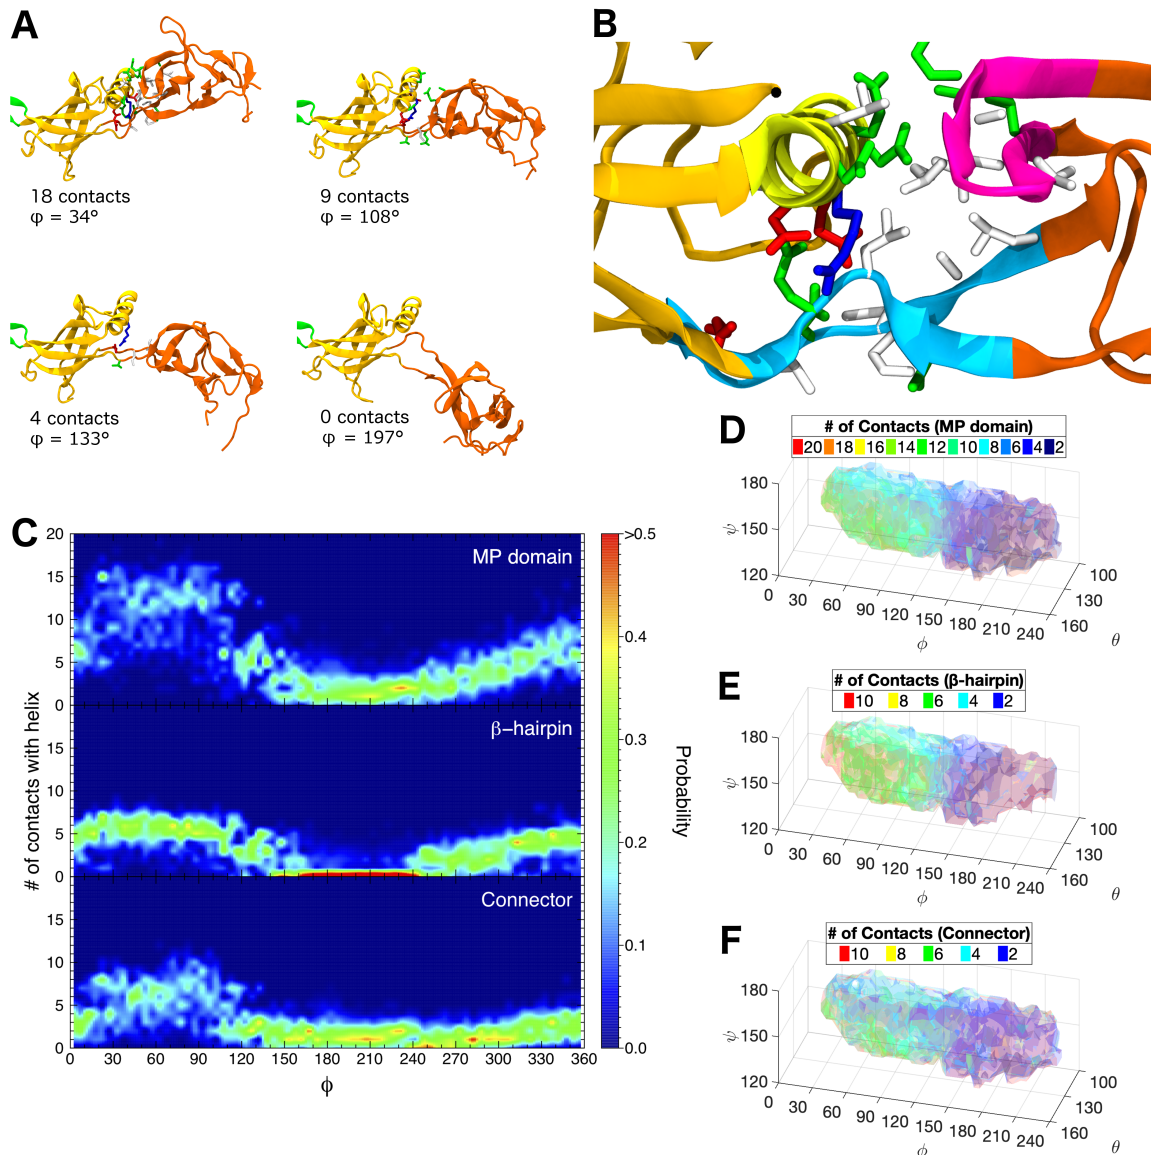 A
18 contacts
φ = 34°
9 contacts
φ = 108°
4 contacts
φ = 133°
0 contacts
φ = 197°
B
C
# of contacts with helix
20
15
10
5
0
MP domain
15
10
5
0
β−hairpin
15
10
5
0
Connector
0 30 60 90 120 150 180 210 240 270 300 330 360
ϕ
>0.5
0.4
0.3
0.2
0.1
0.0
Probability
D
# of Contacts (MP domain)
20 18 16 14 12 10 8 6 4 2
180
150
120
ψ
0 30 60 90 120 150 180 210 240
ϕ
100
130
160
θ
E
# of Contacts (β-hairpin)
10 8 6 4 2
180
150
120
ψ
0 30 60 90 120 150 180 210 240
ϕ
100
130
160
θ
F
# of Contacts (Connector)
10 8 6 4 2
180
150
120
ψ
0 30 60 90 120 150 180 210 240
ϕ
100
130
160
θ